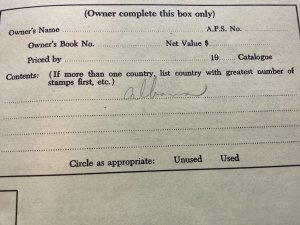 (Owner complete this box only)
Owner's Name ........................ A.P.S. No. ............
Owner's Book No. ............ Net Value $ ............
Priced by ........................ 19 ...... Catalogue
Contents: (If more than one country, list country with greatest number of
stamps first, etc.)
Circle as appropriate: Unused Used